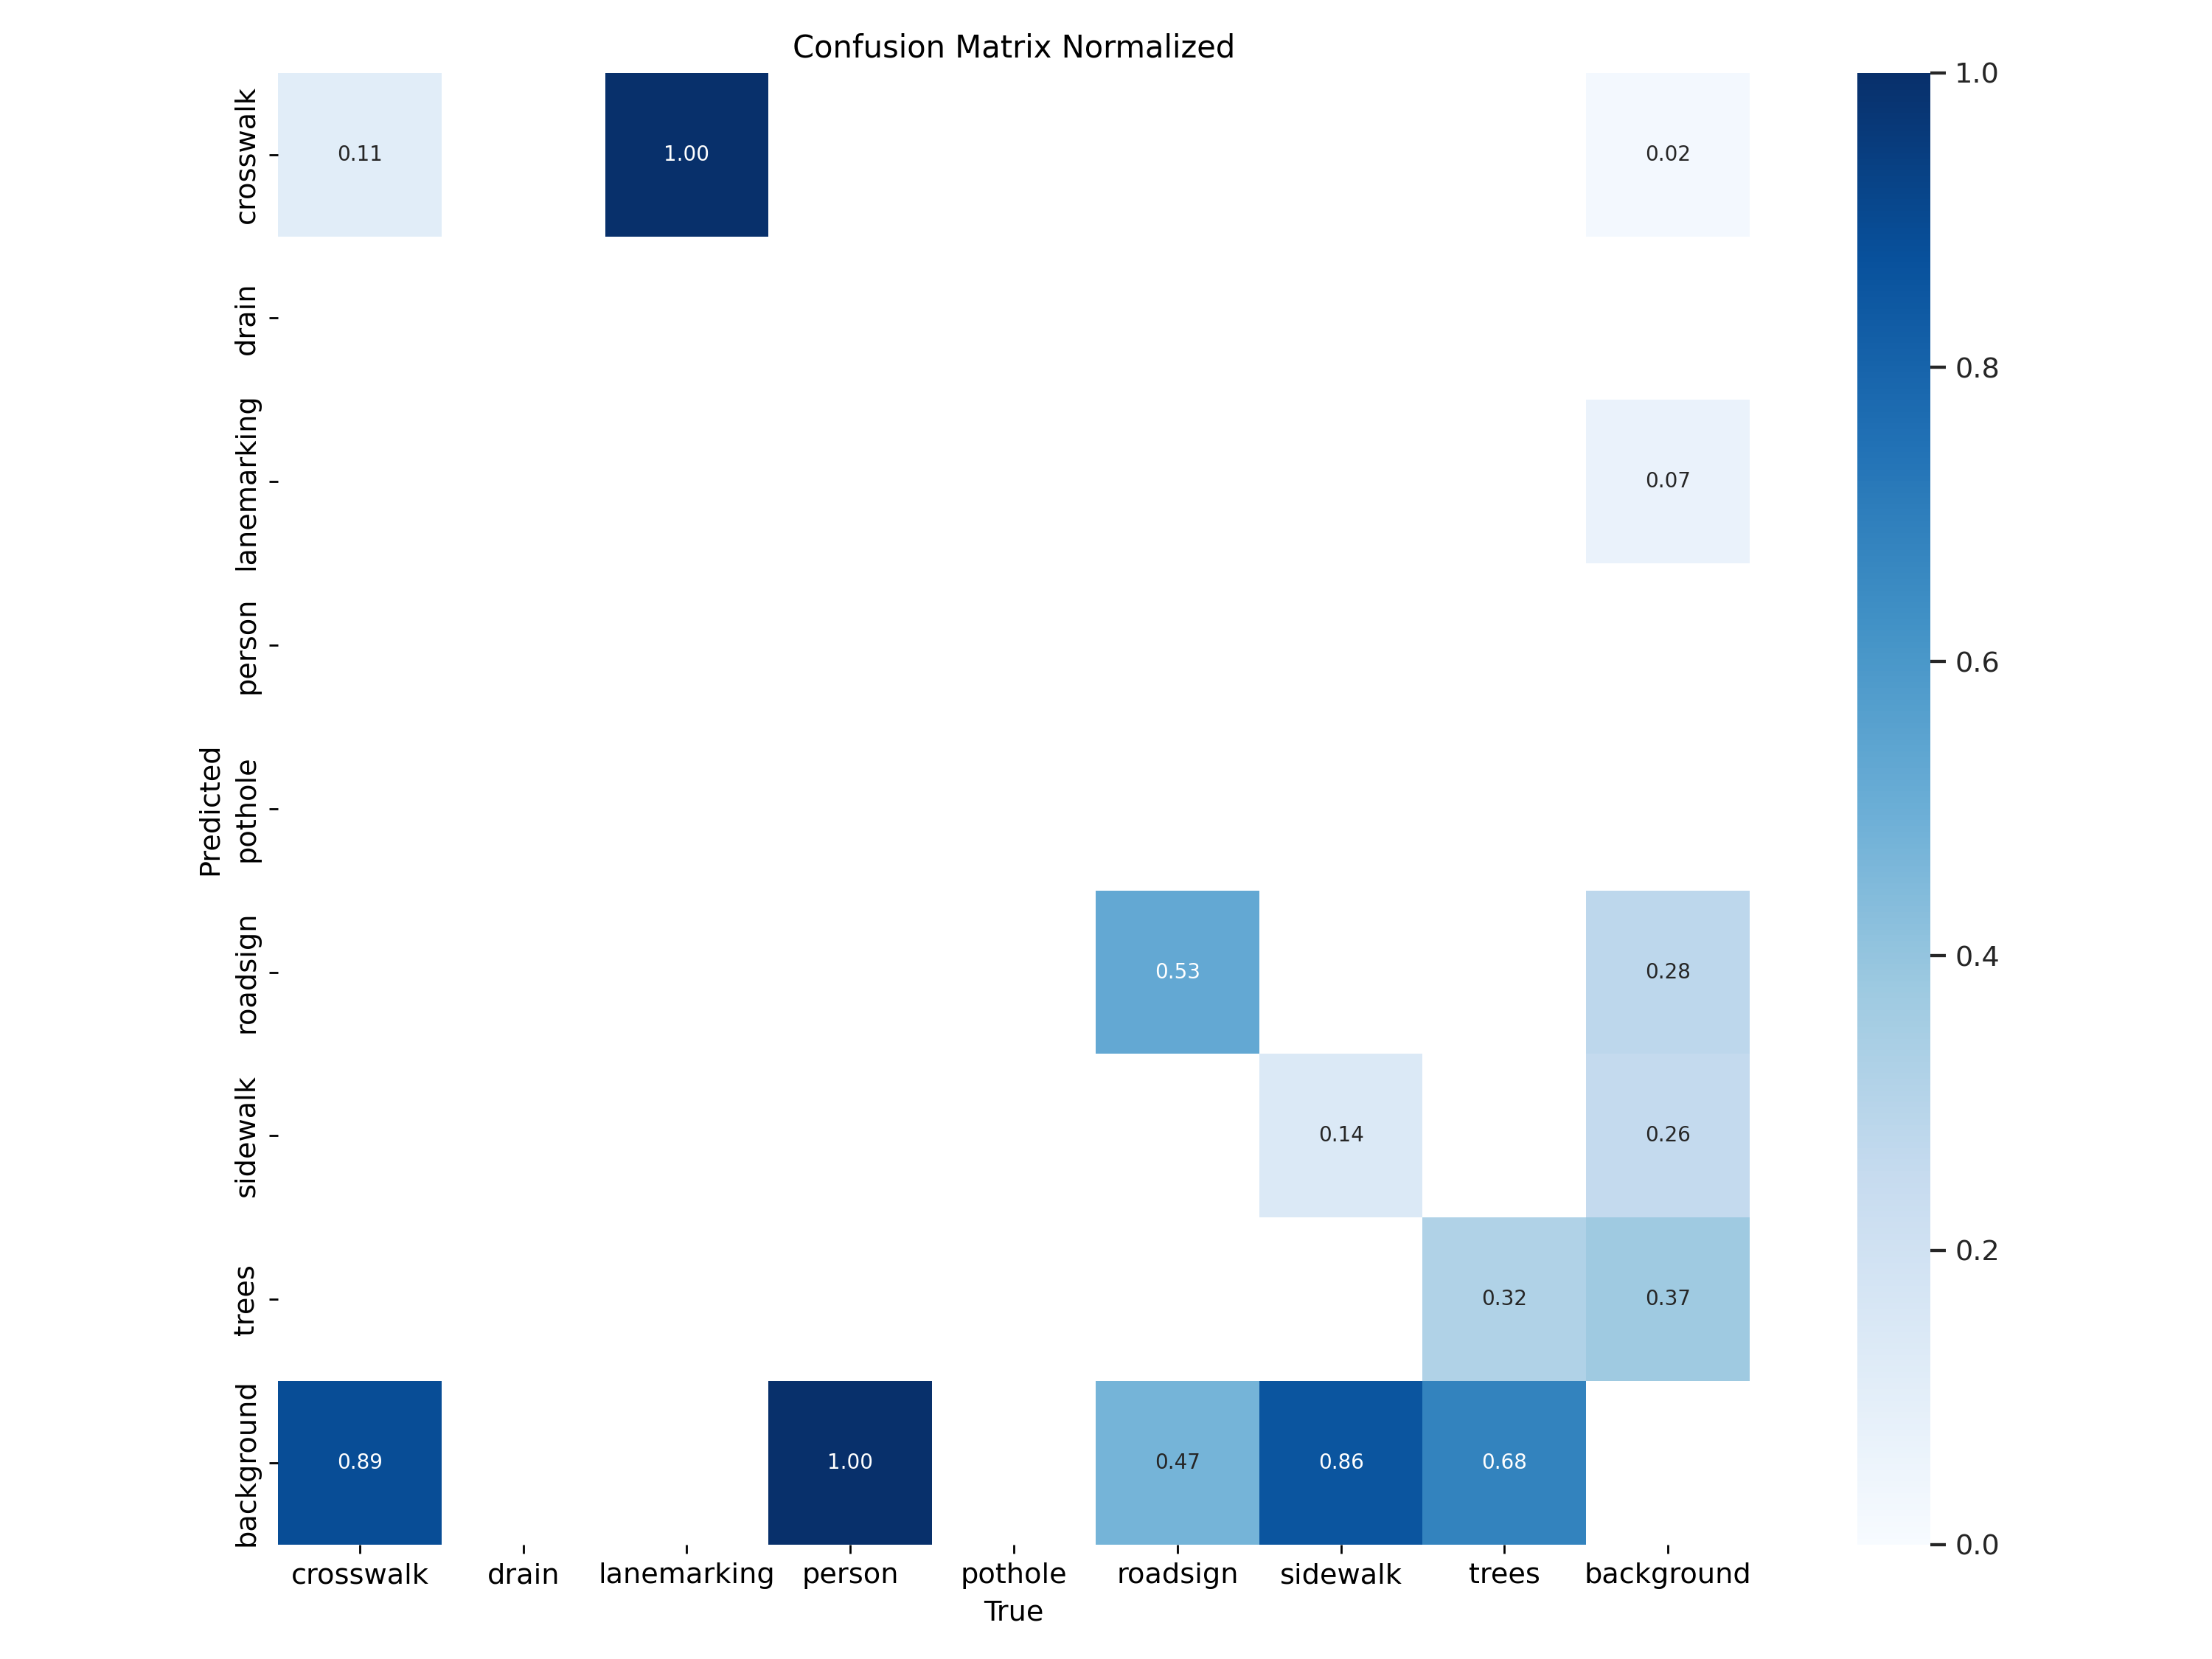 Confusion Matrix Normalized
crosswalk 0.11 1.00 0.02
drain
lanemarking 0.07
person
pothole
roadsign 0.53 0.28
sidewalk 0.14 0.26
trees 0.32 0.37
background 0.89 1.00 0.47 0.86 0.68
Predicted
crosswalk drain lanemarking person pothole roadsign sidewalk trees background
True
1.0
0.8
0.6
0.4
0.2
0.0